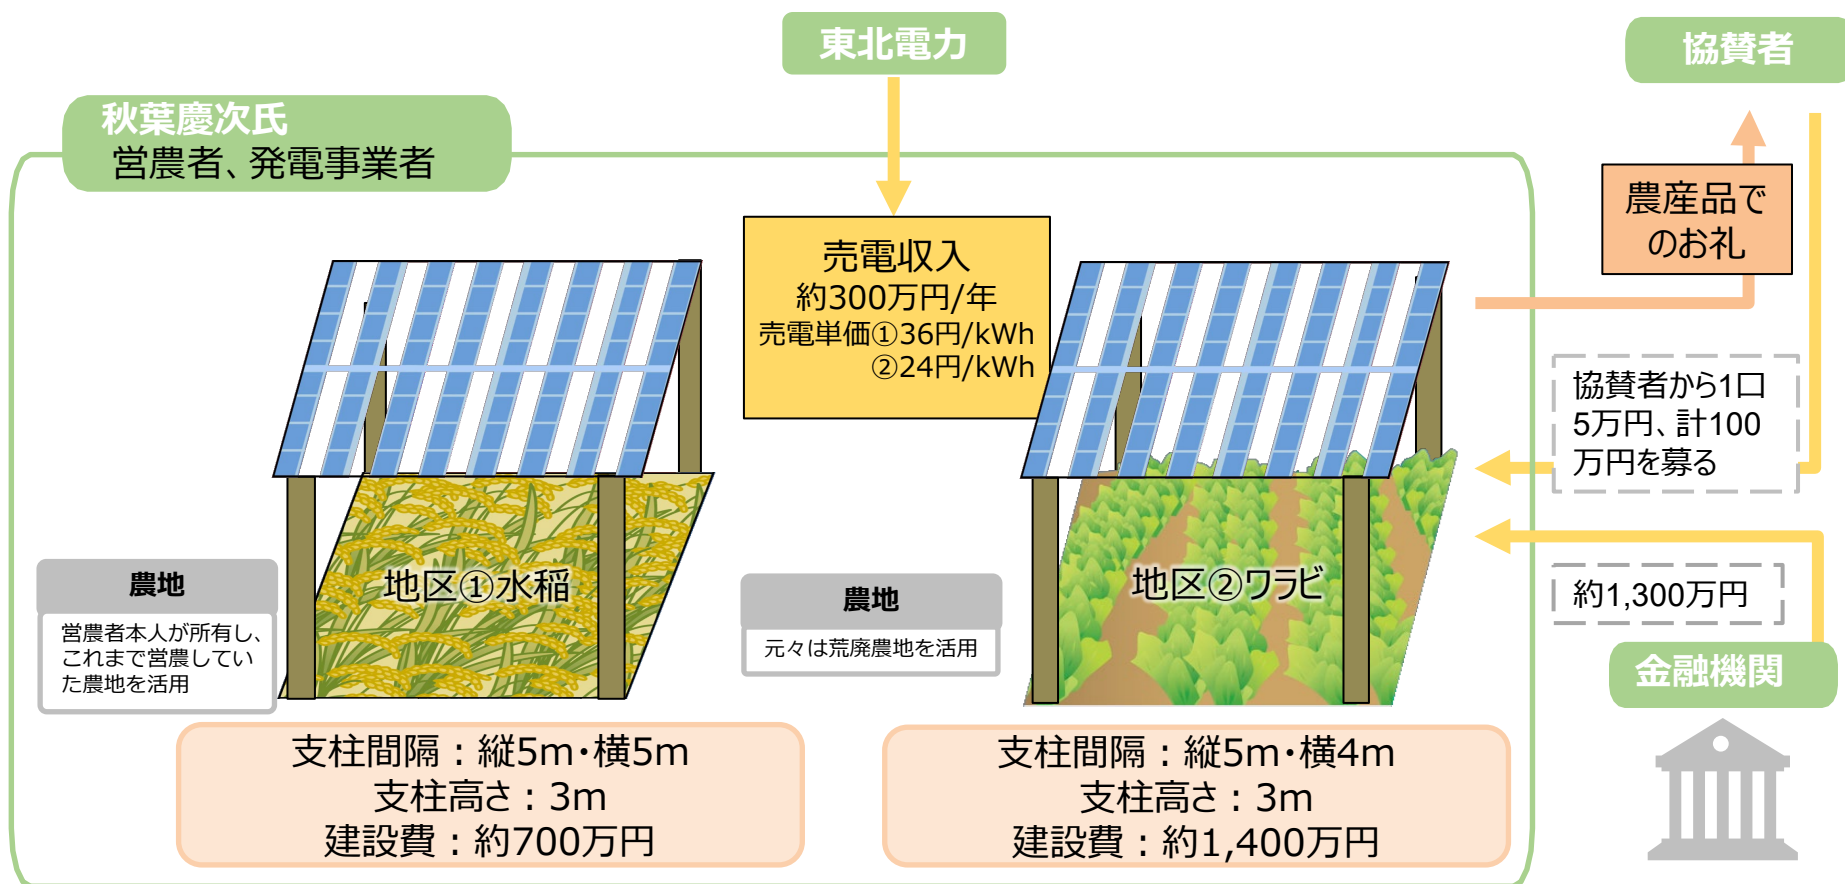 東北電力
協賛者
秋葉慶次氏
営農者、発電事業者
売電収入
約300万円/年
売電単価①36円/kWh
②24円/kWh
農産品で
のお礼
協賛者から1口
5万円、計100
万円を募る
約1,300万円
金融機関
農地
営農者本人が所有し、
これまで営農してい
た農地を活用
地区①水稲
農地
元々は荒廃農地を活用
地区②ワラビ
支柱間隔：縦5m・横5m
支柱高さ：3m
建設費：約700万円
支柱間隔：縦5m・横4m
支柱高さ：3m
建設費：約1,400万円